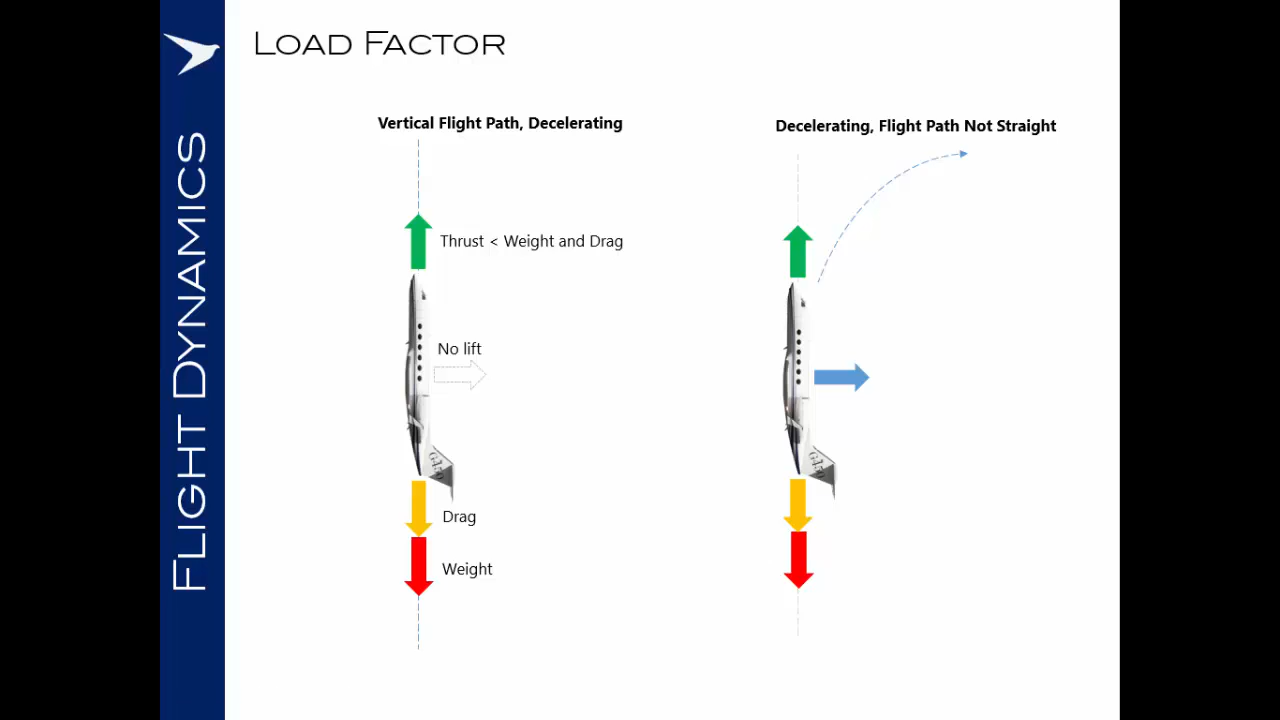 LOAD FACTOR
FLIGHT DYNAMICS
Vertical Flight Path, Decelerating
Thrust < Weight and Drag
No lift
Drag
Weight
Decelerating, Flight Path Not Straight